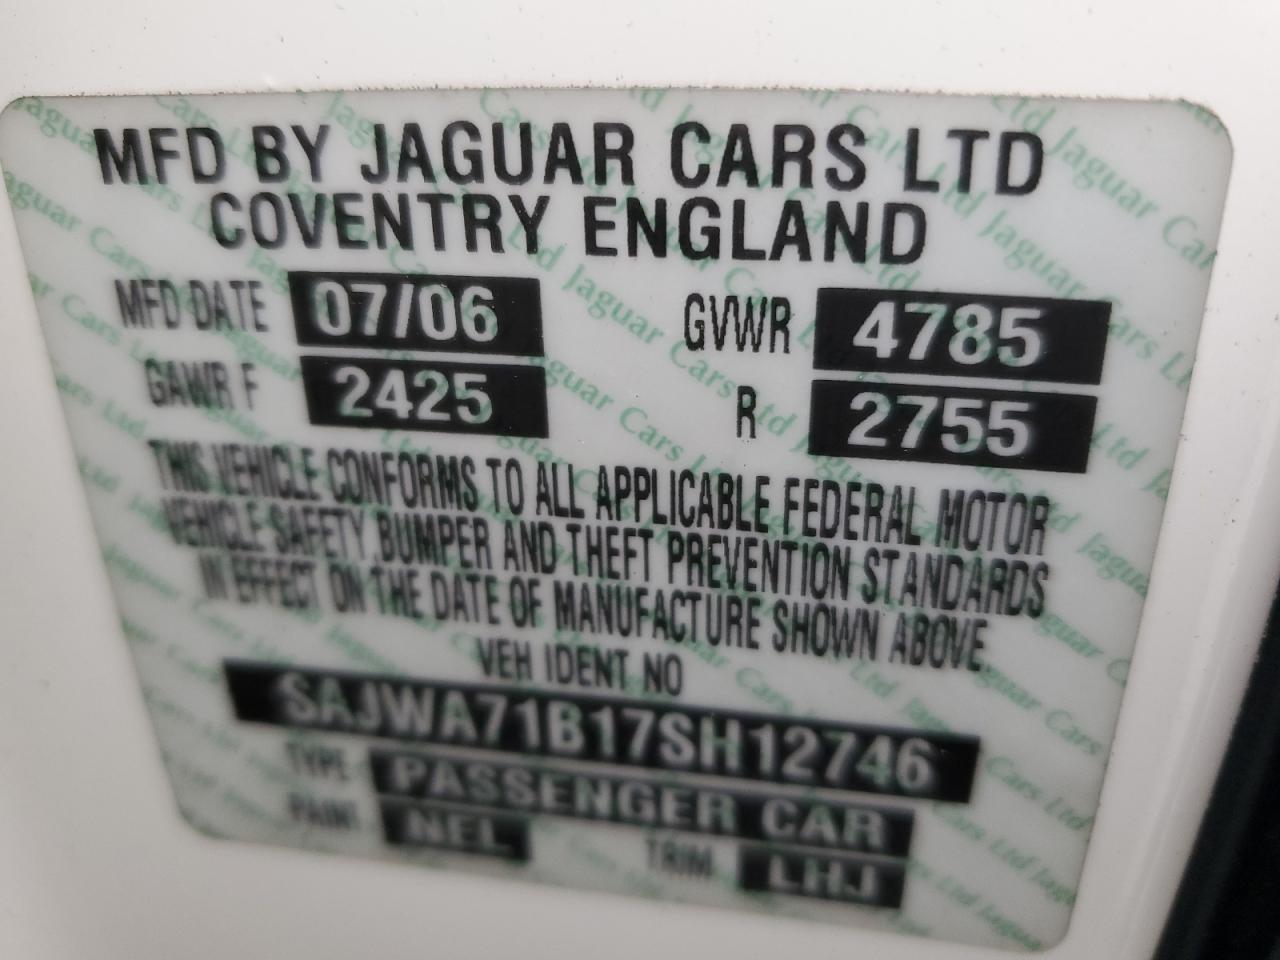 MFD BY JAGUAR CARS LTD
COVENTRY ENGLAND
MFD DATE 07/06 GVWR 4785
GAWR F 2425 R 2755
THIS VEHICLE CONFORMS TO ALL APPLICABLE FEDERAL MOTOR
VEHICLE SAFETY, BUMPER AND THEFT PREVENTION STANDARDS
IN EFFECT ON THE DATE OF MANUFACTURE SHOWN ABOVE.
VEH IDENT NO
SAJWA71B17SH12746
TYPE PASSENGER CAR
PAINT NEL TRIM LHJ